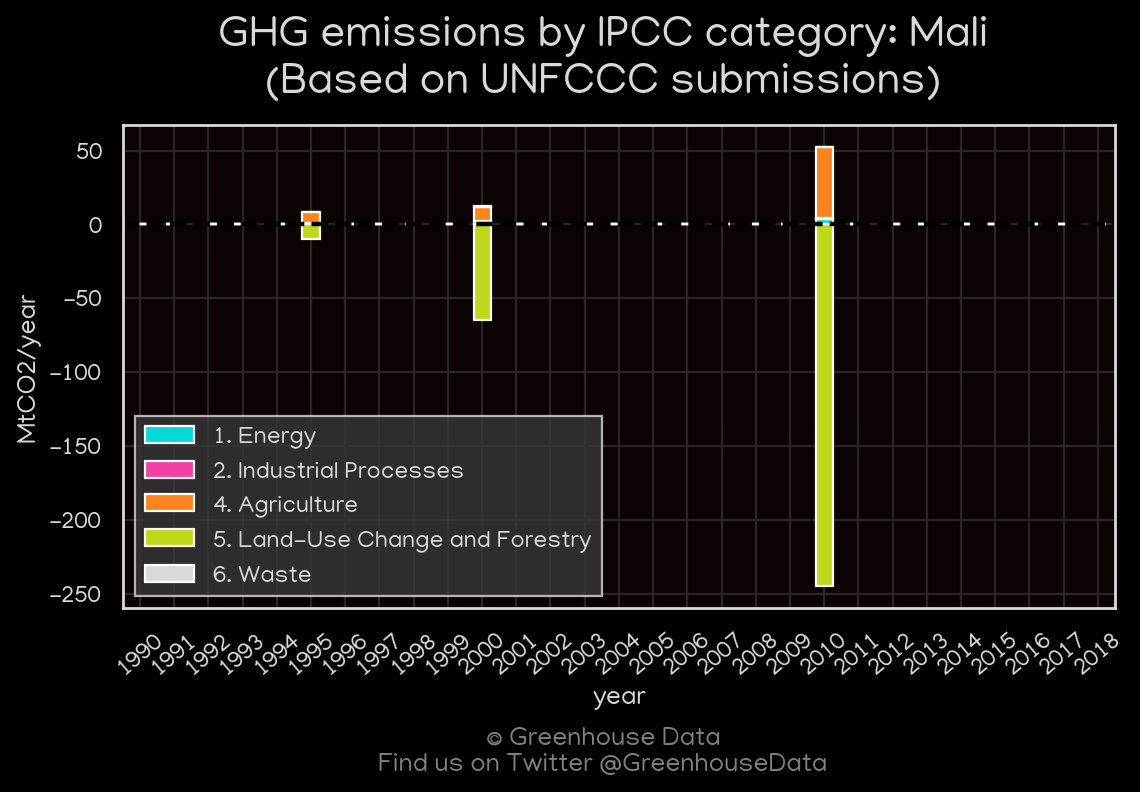 GHG emissions by IPCC category: Mali
(Based on UNFCCC submissions)
MtCO2/year
50
0
−50
−100
−150
−200
−250
1. Energy
2. Industrial Processes
4. Agriculture
5. Land−Use Change and Forestry
6. Waste
1990 1991 1992 1993 1994 1995 1996 1997 1998 1999 2000 2001 2002 2003 2004 2005 2006 2007 2008 2009 2010 2011 2012 2013 2014 2015 2016 2017 2018
year
© Greenhouse Data
Find us on Twitter @GreenhouseData